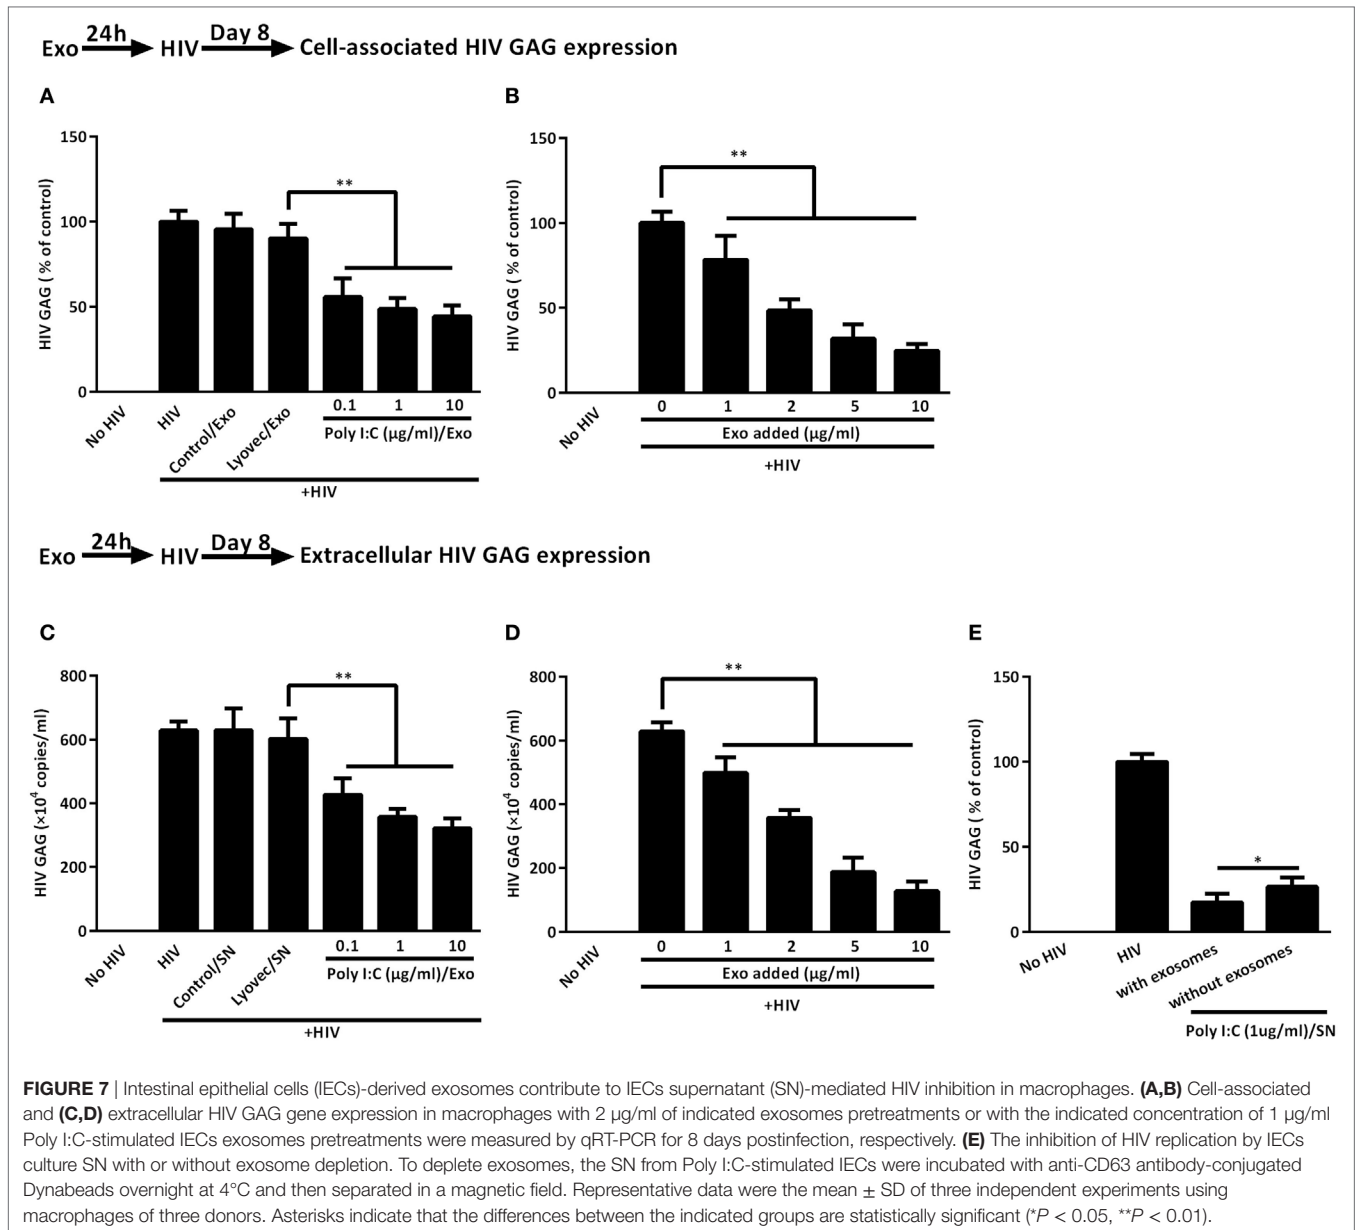 Exo 24h HIV Day 8 Cell-associated HIV GAG expression
A
HIV GAG ( % of control)
150
100
50
0
**
No HIV
HIV
Control/Exo
Lyovec/Exo
0.1 1 10
Poly I:C (µg/ml)/Exo
+HIV
B
HIV GAG ( % of control)
150
100
50
0
**
No HIV
0 1 2 5 10
Exo added (µg/ml)
+HIV
Exo 24h HIV Day 8 Extracellular HIV GAG expression
C
HIV GAG (×10⁴ copies/ml)
800
600
400
200
0
**
No HIV
HIV
Control/SN
Lyovec/SN
0.1 1 10
Poly I:C (µg/ml)/Exo
+HIV
D
HIV GAG (×10⁴ copies/ml)
800
600
400
200
0
**
No HIV
0 1 2 5 10
Exo added (µg/ml)
+HIV
E
HIV GAG ( % of control)
150
100
50
0
*
No HIV
HIV
with exosomes
without exosomes
Poly I:C (1ug/ml)/SN
FIGURE 7 | Intestinal epithelial cells (IECs)-derived exosomes contribute to IECs supernatant (SN)-mediated HIV inhibition in macrophages. (A,B) Cell-associated
and (C,D) extracellular HIV GAG gene expression in macrophages with 2 µg/ml of indicated exosomes pretreatments or with the indicated concentration of 1 µg/ml
Poly I:C-stimulated IECs exosomes pretreatments were measured by qRT-PCR for 8 days postinfection, respectively. (E) The inhibition of HIV replication by IECs
culture SN with or without exosome depletion. To deplete exosomes, the SN from Poly I:C-stimulated IECs were incubated with anti-CD63 antibody-conjugated
Dynabeads overnight at 4°C and then separated in a magnetic field. Representative data were the mean ± SD of three independent experiments using
macrophages of three donors. Asterisks indicate that the differences between the indicated groups are statistically significant (*P < 0.05, **P < 0.01).